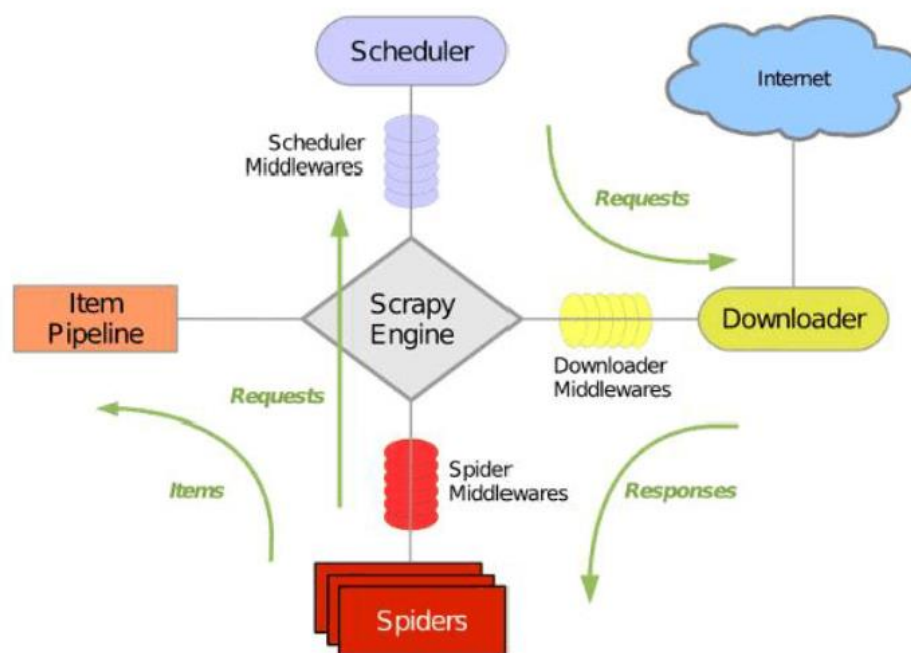 Scheduler
Internet
Scheduler
Middlewares
Requests
Item
Pipeline
Scrapy
Engine
Downloader
Downloader
Middlewares
Requests
Items
Spider
Middlewares
Responses
Spiders